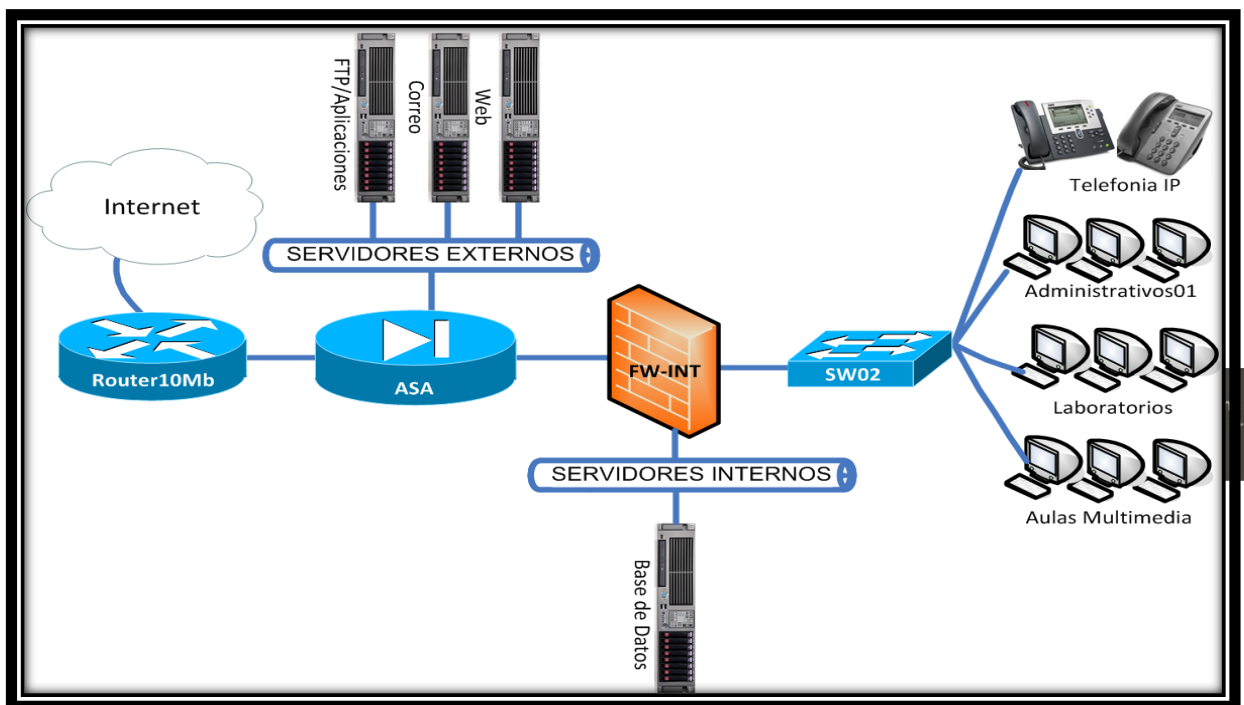 FTP/Aplicaciones
Correo
Web
Internet
SERVIDORES EXTERNOS
Router10Mb
ASA
FW-INT
SW02
Telefonia IP
Administrativos01
Laboratorios
Aulas Multimedia
SERVIDORES INTERNOS
Base de Datos